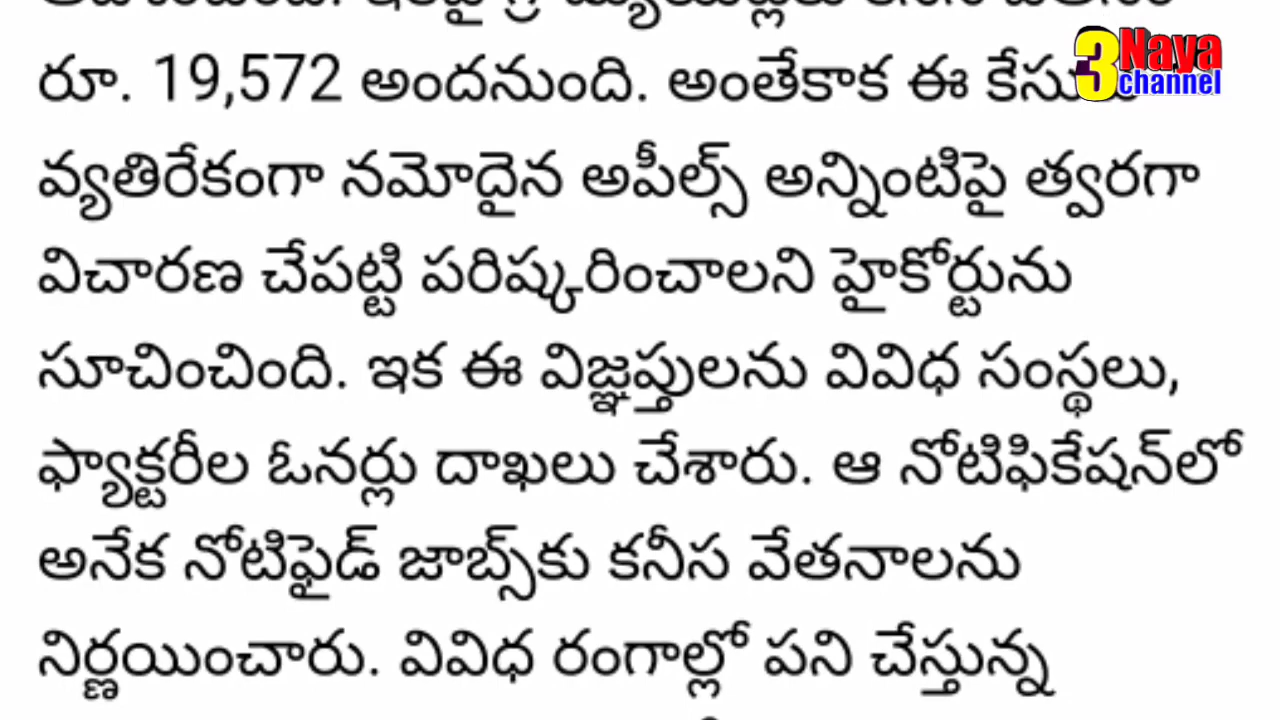 రూ. 19,572 అందనుంది. అంతేకాక ఈ
3 Naya channel
వ్యతిరేకంగా నమోదైన అపీల్స్ అన్నింటిపై త్వరగా
విచారణ చేపట్టి పరిష్కరించాలని హైకోర్టును
సూచించింది. ఇక ఈ విజ్ఞప్తులను వివిధ సంస్థలు,
ఫ్యాక్టరీల ఓనర్లు దాఖలు చేశారు. ఆ నోటిఫికేషన్‌లో
అనేక నోటిఫైడ్ జాబ్స్‌కు కనీస వేతనాలను
నిర్ణయించారు. వివిధ రంగాల్లో పని చేస్తున్న